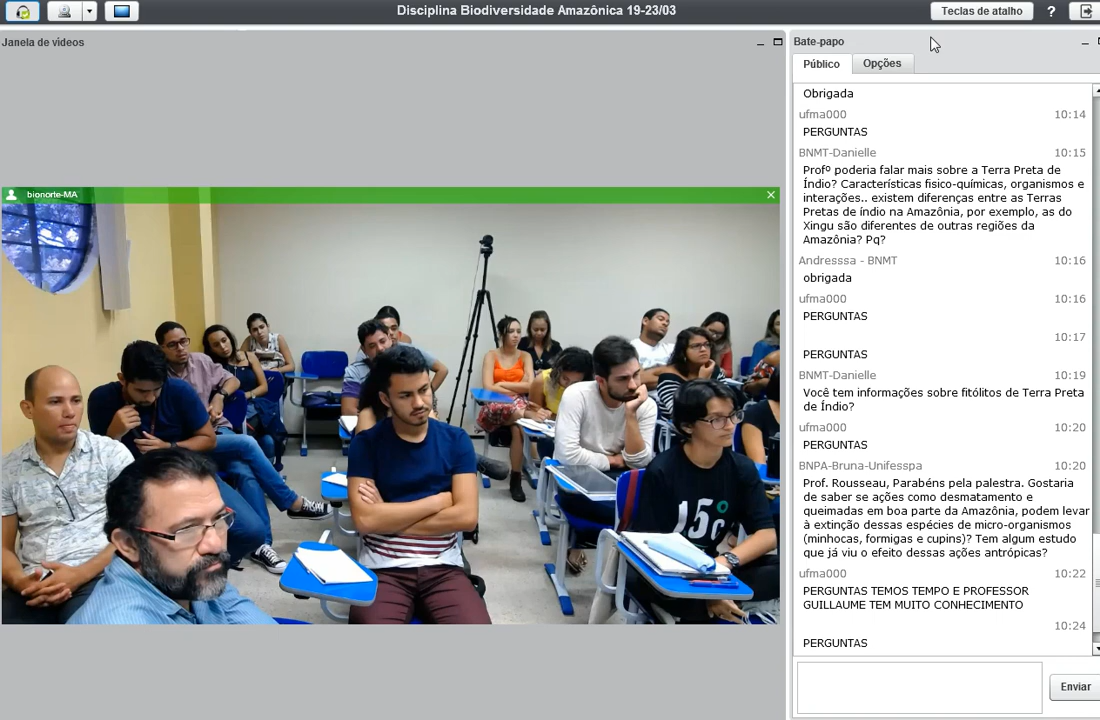 Disciplina Biodiversidade Amazônica 19-23/03
Teclas de atalho
?
Janela de vídeos
Bate-papo
Público
Opções
bionorte-MA
Obrigada
ufma000 10:14
PERGUNTAS
BNMT-Danielle 10:15
Profº poderia falar mais sobre a Terra Preta de
Índio? Características fisico-químicas, organismos e
interações.. existem diferenças entre as Terras
Pretas de índio na Amazônia, por exemplo, as do
Xingu são diferentes de outras regiões da
Amazônia? Pq?
Andresssa - BNMT 10:16
obrigada
ufma000 10:16
PERGUNTAS
10:17
PERGUNTAS
BNMT-Danielle 10:19
Você tem informações sobre fitólitos de Terra Preta
de Índio?
ufma000 10:20
PERGUNTAS
BNPA-Bruna-Unifesspa 10:20
Prof. Rousseau, Parabéns pela palestra. Gostaria
de saber se ações como desmatamento e
queimadas em boa parte da Amazônia, podem levar
à extinção dessas espécies de micro-organismos
(minhocas, formigas e cupins)? Tem algum estudo
que já viu o efeito dessas ações antrópicas?
ufma000 10:22
PERGUNTAS TEMOS TEMPO E PROFESSOR
GUILLAUME TEM MUITO CONHECIMENTO
10:24
PERGUNTAS
Enviar
15c